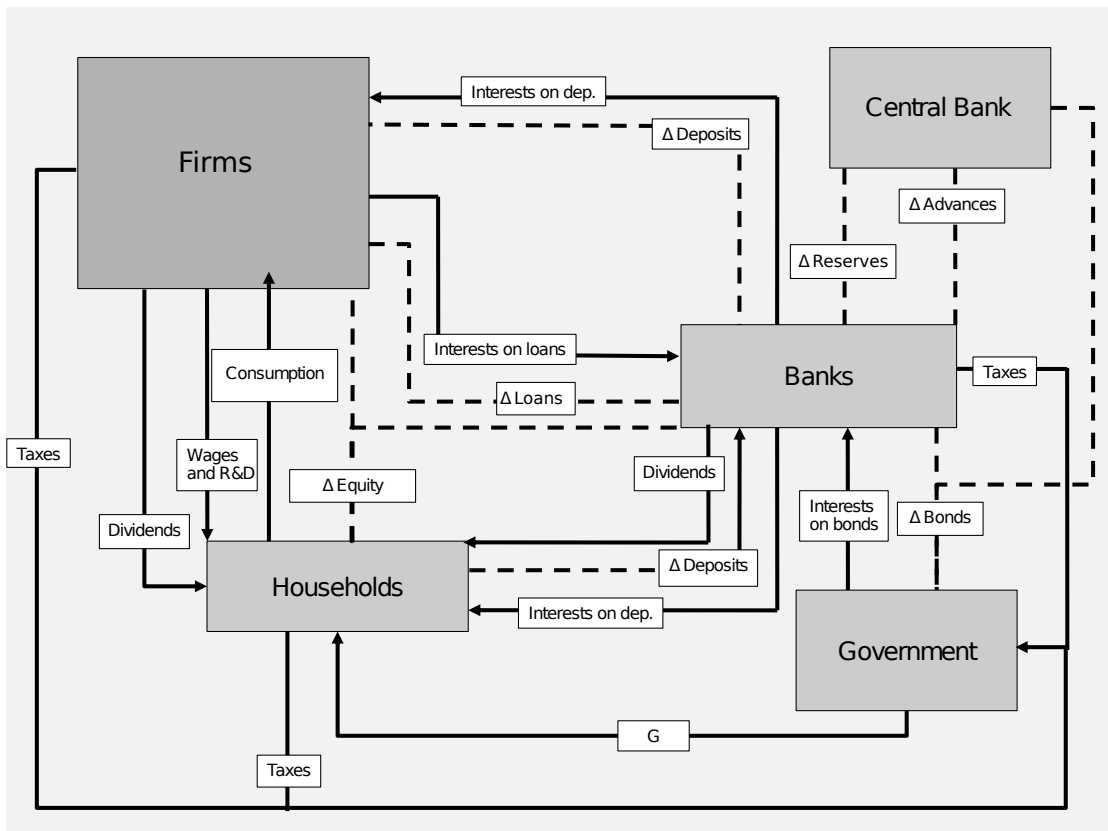 Interests on dep.
Central Bank
Δ Deposits
Firms
Δ Advances
Δ Reserves
Interests on loans
Consumption
Banks
Taxes
Δ Loans
Taxes
Wages
and R&D
Δ Equity
Dividends
Interests
on bonds
Δ Bonds
Dividends
Δ Deposits
Households
Interests on dep.
Government
G
Taxes